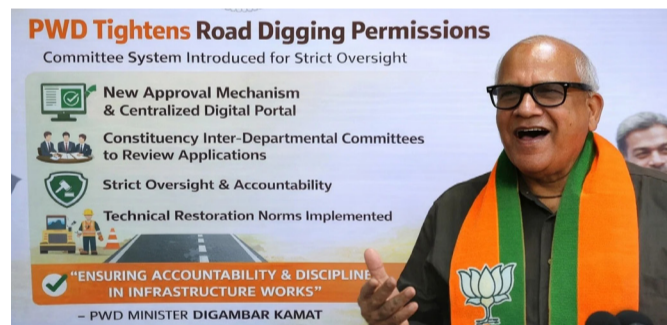 PWD Tightens Road Digging Permissions
Committee System Introduced for Strict Oversight
New Approval Mechanism
& Centralized Digital Portal
Constituency Inter-Departmental Committees
to Review Applications
Strict Oversight & Accountability
Technical Restoration Norms Implemented
"ENSURING ACCOUNTABILITY & DISCIPLINE
IN INFRASTRUCTURE WORKS"
– PWD MINISTER DIGAMBAR KAMAT